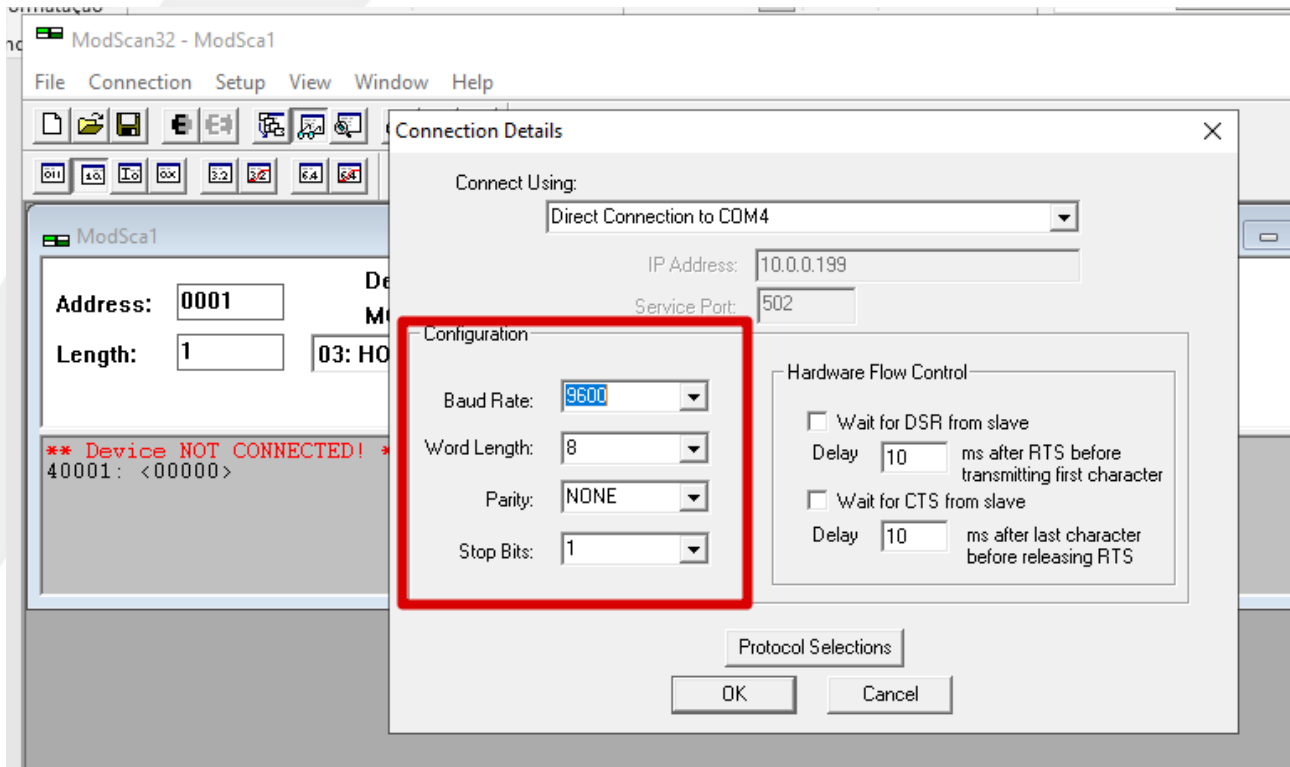 ModScan32 - ModSca1
File Connection Setup View Window Help
Connection Details
Connect Using:
Direct Connection to COM4
ModSca1
IP Address: 10.0.0.199
Service Port: 502
Address: 0001
Length: 1
03: HO
Configuration
Baud Rate: 9600
Word Length: 8
Parity: NONE
Stop Bits: 1
Hardware Flow Control
Wait for DSR from slave
Delay 10 ms after RTS before
transmitting first character
Wait for CTS from slave
Delay 10 ms after last character
before releasing RTS
** Device NOT CONNECTED! *
40001: <00000>
Protocol Selections
OK Cancel